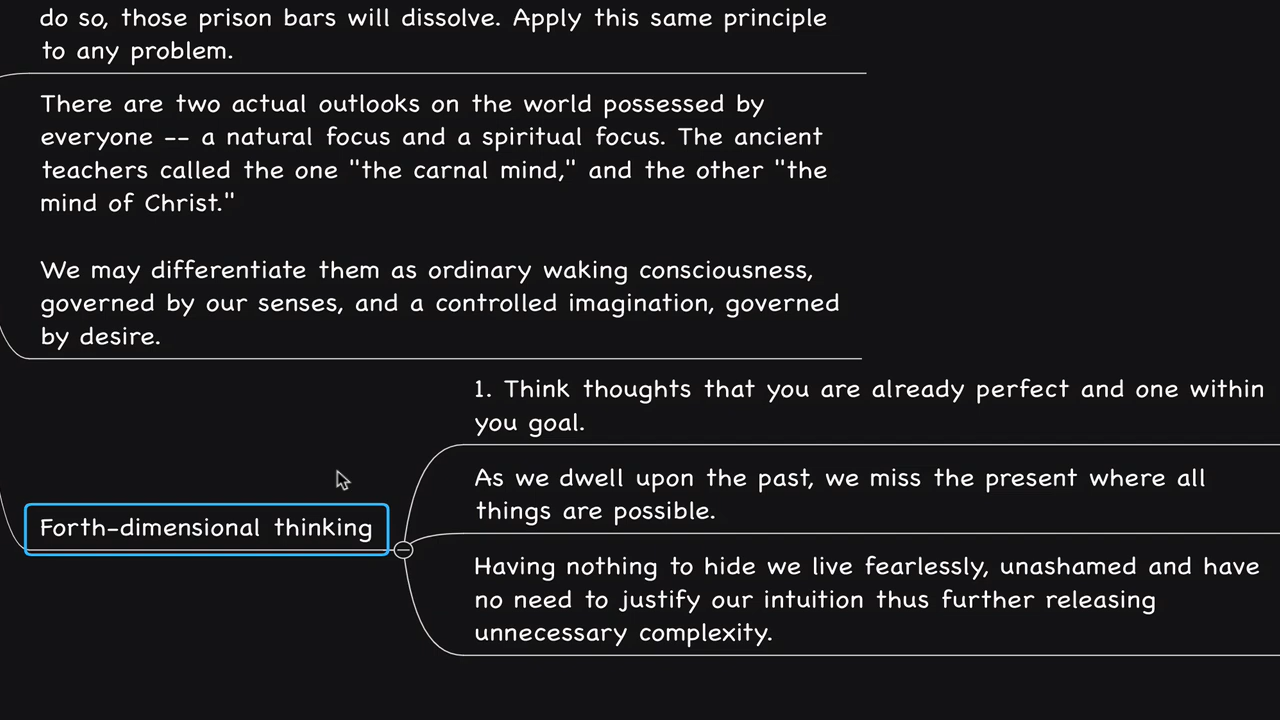 do so, those prison bars will dissolve. Apply this same principle
to any problem.
There are two actual outlooks on the world possessed by
everyone -- a natural focus and a spiritual focus. The ancient
teachers called the one "the carnal mind," and the other "the
mind of Christ."
We may differentiate them as ordinary waking consciousness,
governed by our senses, and a controlled imagination, governed
by desire.
1. Think thoughts that you are already perfect and one within
you goal.
As we dwell upon the past, we miss the present where all
things are possible.
Forth-dimensional thinking
Having nothing to hide we live fearlessly, unashamed and have
no need to justify our intuition thus further releasing
unnecessary complexity.